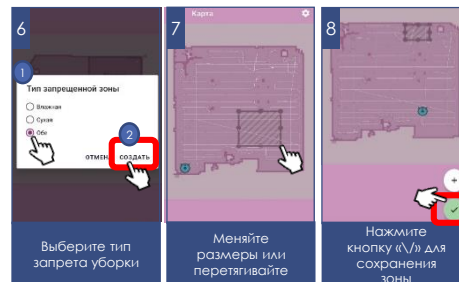 6
1
Тип запрещенной зоны
Влажная
Сухая
Обе
2
ОТМЕН
СОЗДАТЬ
Выберите тип
запрета уборки
7
Карта
Меняйте
размеры или
перетягивайте
8
+
Нажмите
кнопку «\/» для
сохранения
зоны